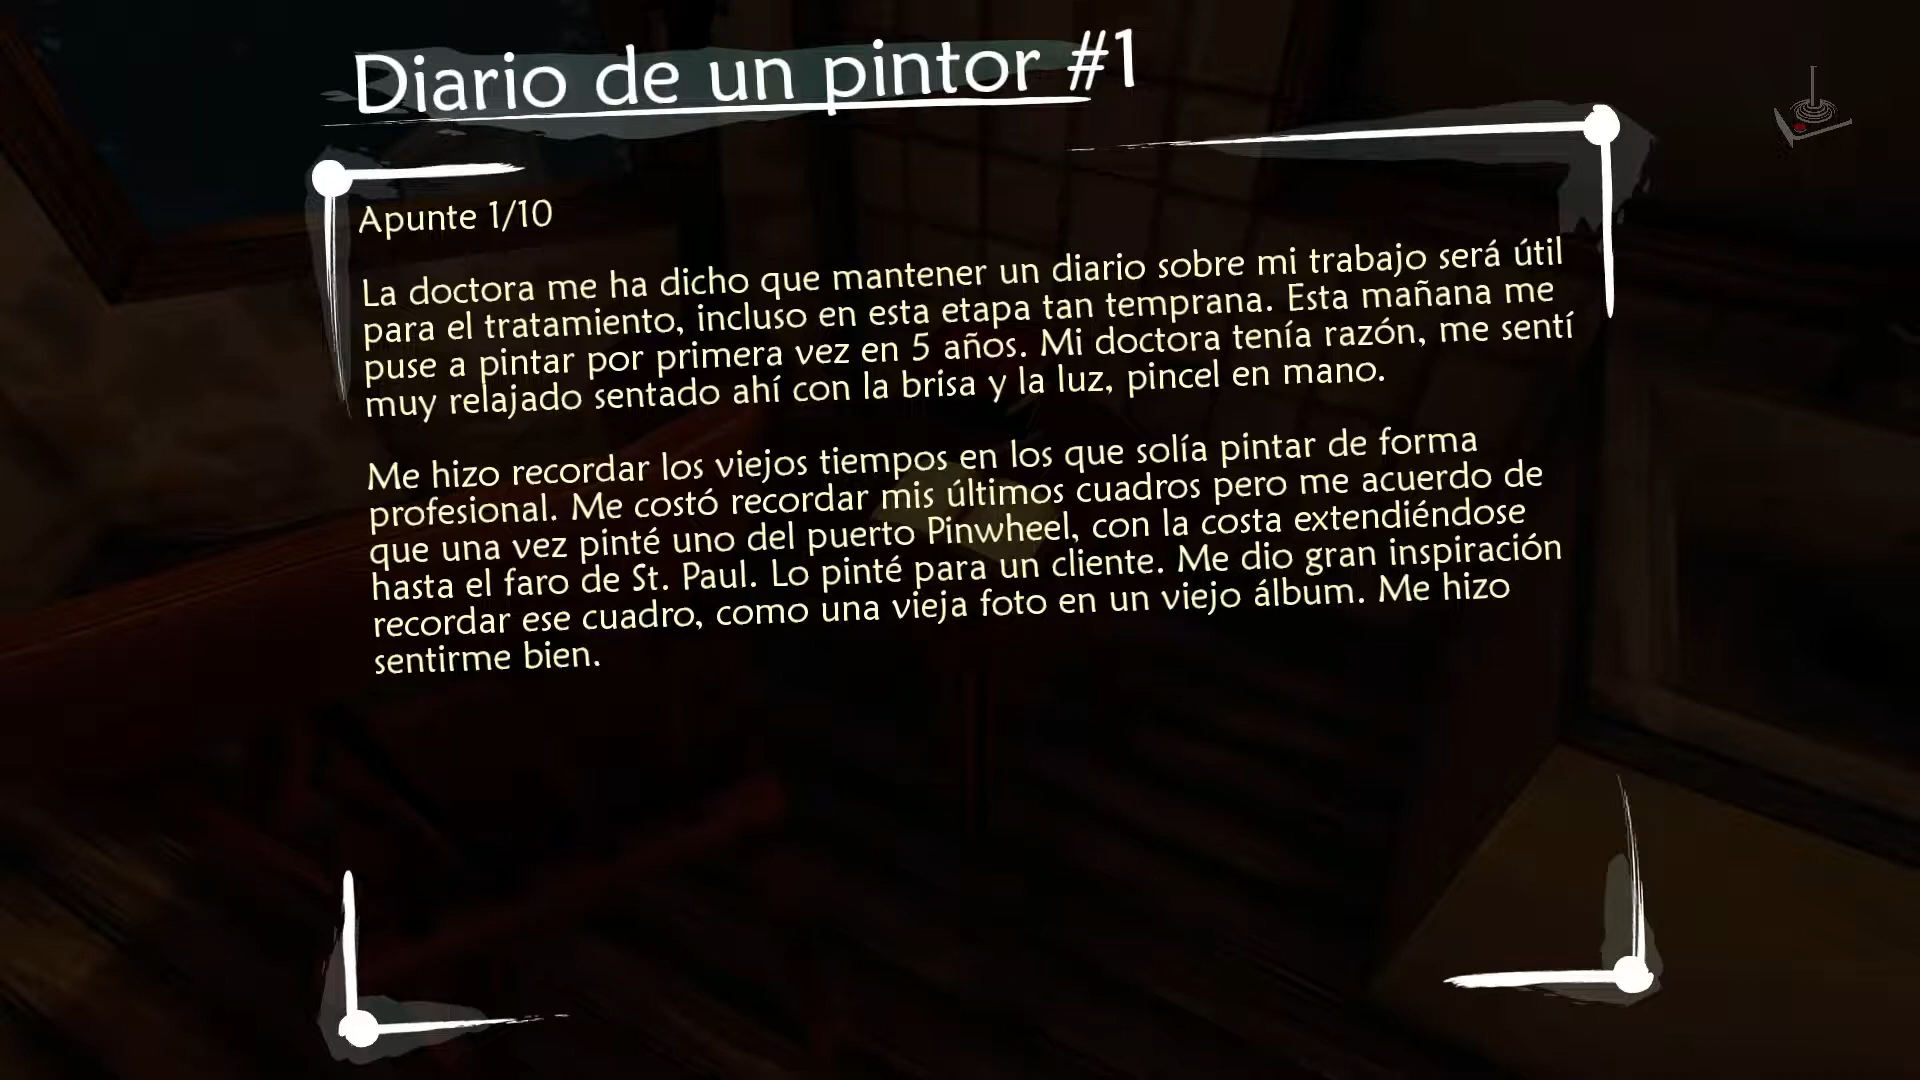 Diario de un pintor #1
Apunte 1/10
La doctora me ha dicho que mantener un diario sobre mi trabajo será útil
para el tratamiento, incluso en esta etapa tan temprana. Esta mañana me
puse a pintar por primera vez en 5 años. Mi doctora tenía razón, me sentí
muy relajado sentado ahí con la brisa y la luz, pincel en mano.
Me hizo recordar los viejos tiempos en los que solía pintar de forma
profesional. Me costó recordar mis últimos cuadros pero me acuerdo de
que una vez pinté uno del puerto Pinwheel, con la costa extendiéndose
hasta el faro de St. Paul. Lo pinté para un cliente. Me dio gran inspiración
recordar ese cuadro, como una vieja foto en un viejo álbum. Me hizo
sentirme bien.